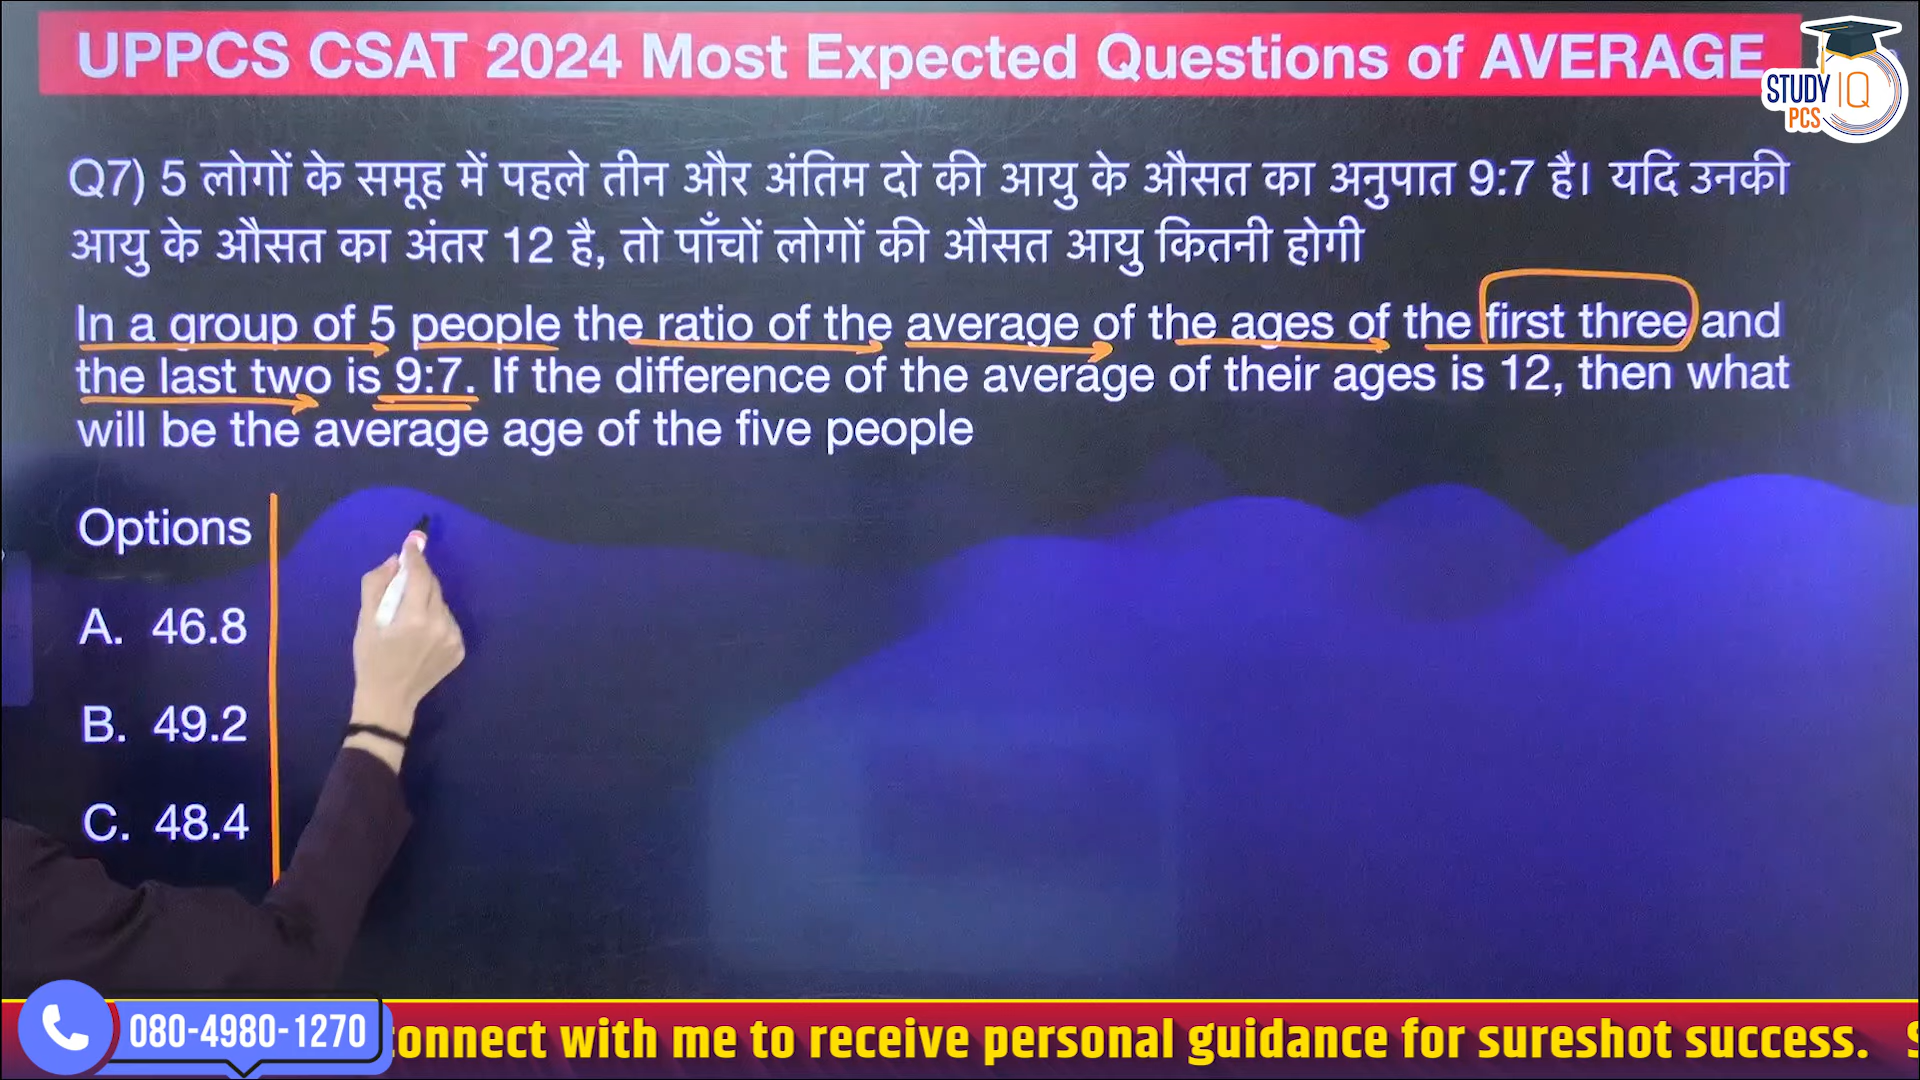 UPPCS CSAT 2024 Most Expected Questions of AVERAGE
STUDY IQ
PCS
Q7) 5 लोगों के समूह में पहले तीन और अंतिम दो की आयु के औसत का अनुपात 9:7 है। यदि उनकी
आयु के औसत का अंतर 12 है, तो पाँचों लोगों की औसत आयु कितनी होगी
In a group of 5 people the ratio of the average of the ages of the first three and
the last two is 9:7. If the difference of the average of their ages is 12, then what
will be the average age of the five people
Options
A. 46.8
B. 49.2
C. 48.4
080-4980-1270
connect with me to receive personal guidance for sureshot success.